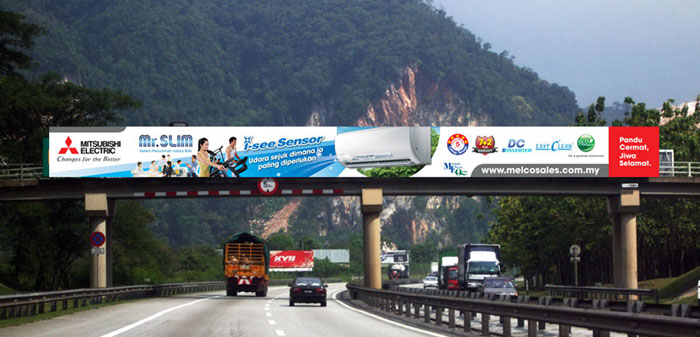 MITSUBISHI
ELECTRIC
Changes for the Better
Mr. SLIM
i-see Sensor
Udara sejuk dimana ia
paling diperlukan
DC
INVERTER
EASY CLEAN
www.melcosales.com.my
Pandu
Cermat,
Jiwa
Selamat.
KYM